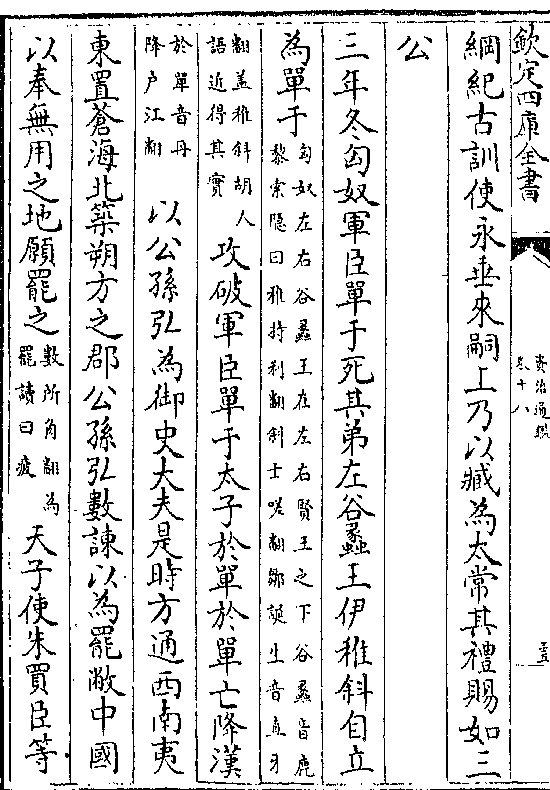 欽定四庫全書
資治通鑑
卷十八
綱紀古訓使永垂來嗣上乃以臧為太常其禮賜如三
公
三年冬匈奴軍臣單于死其弟左谷蠡王伊稚斜自立
為單于
匈奴左右谷蠡王在左右賢王之下谷蠡音鹿
黎索隐曰稚持利翻斜士嗟翻鄒誕生音直牙
翻盖稚斜胡人
語近得其實
攻破軍臣單于太子於單於單亡降漢
於單音丹
降户江翻
以公孫弘為御史大夫是時方通西南夷
東置蒼海北築朔方之郡公孫弘數諫以為罷敝中國
以奉無用之地願罷之
數所角翻為
罷讀曰疲
天子使朱買臣等